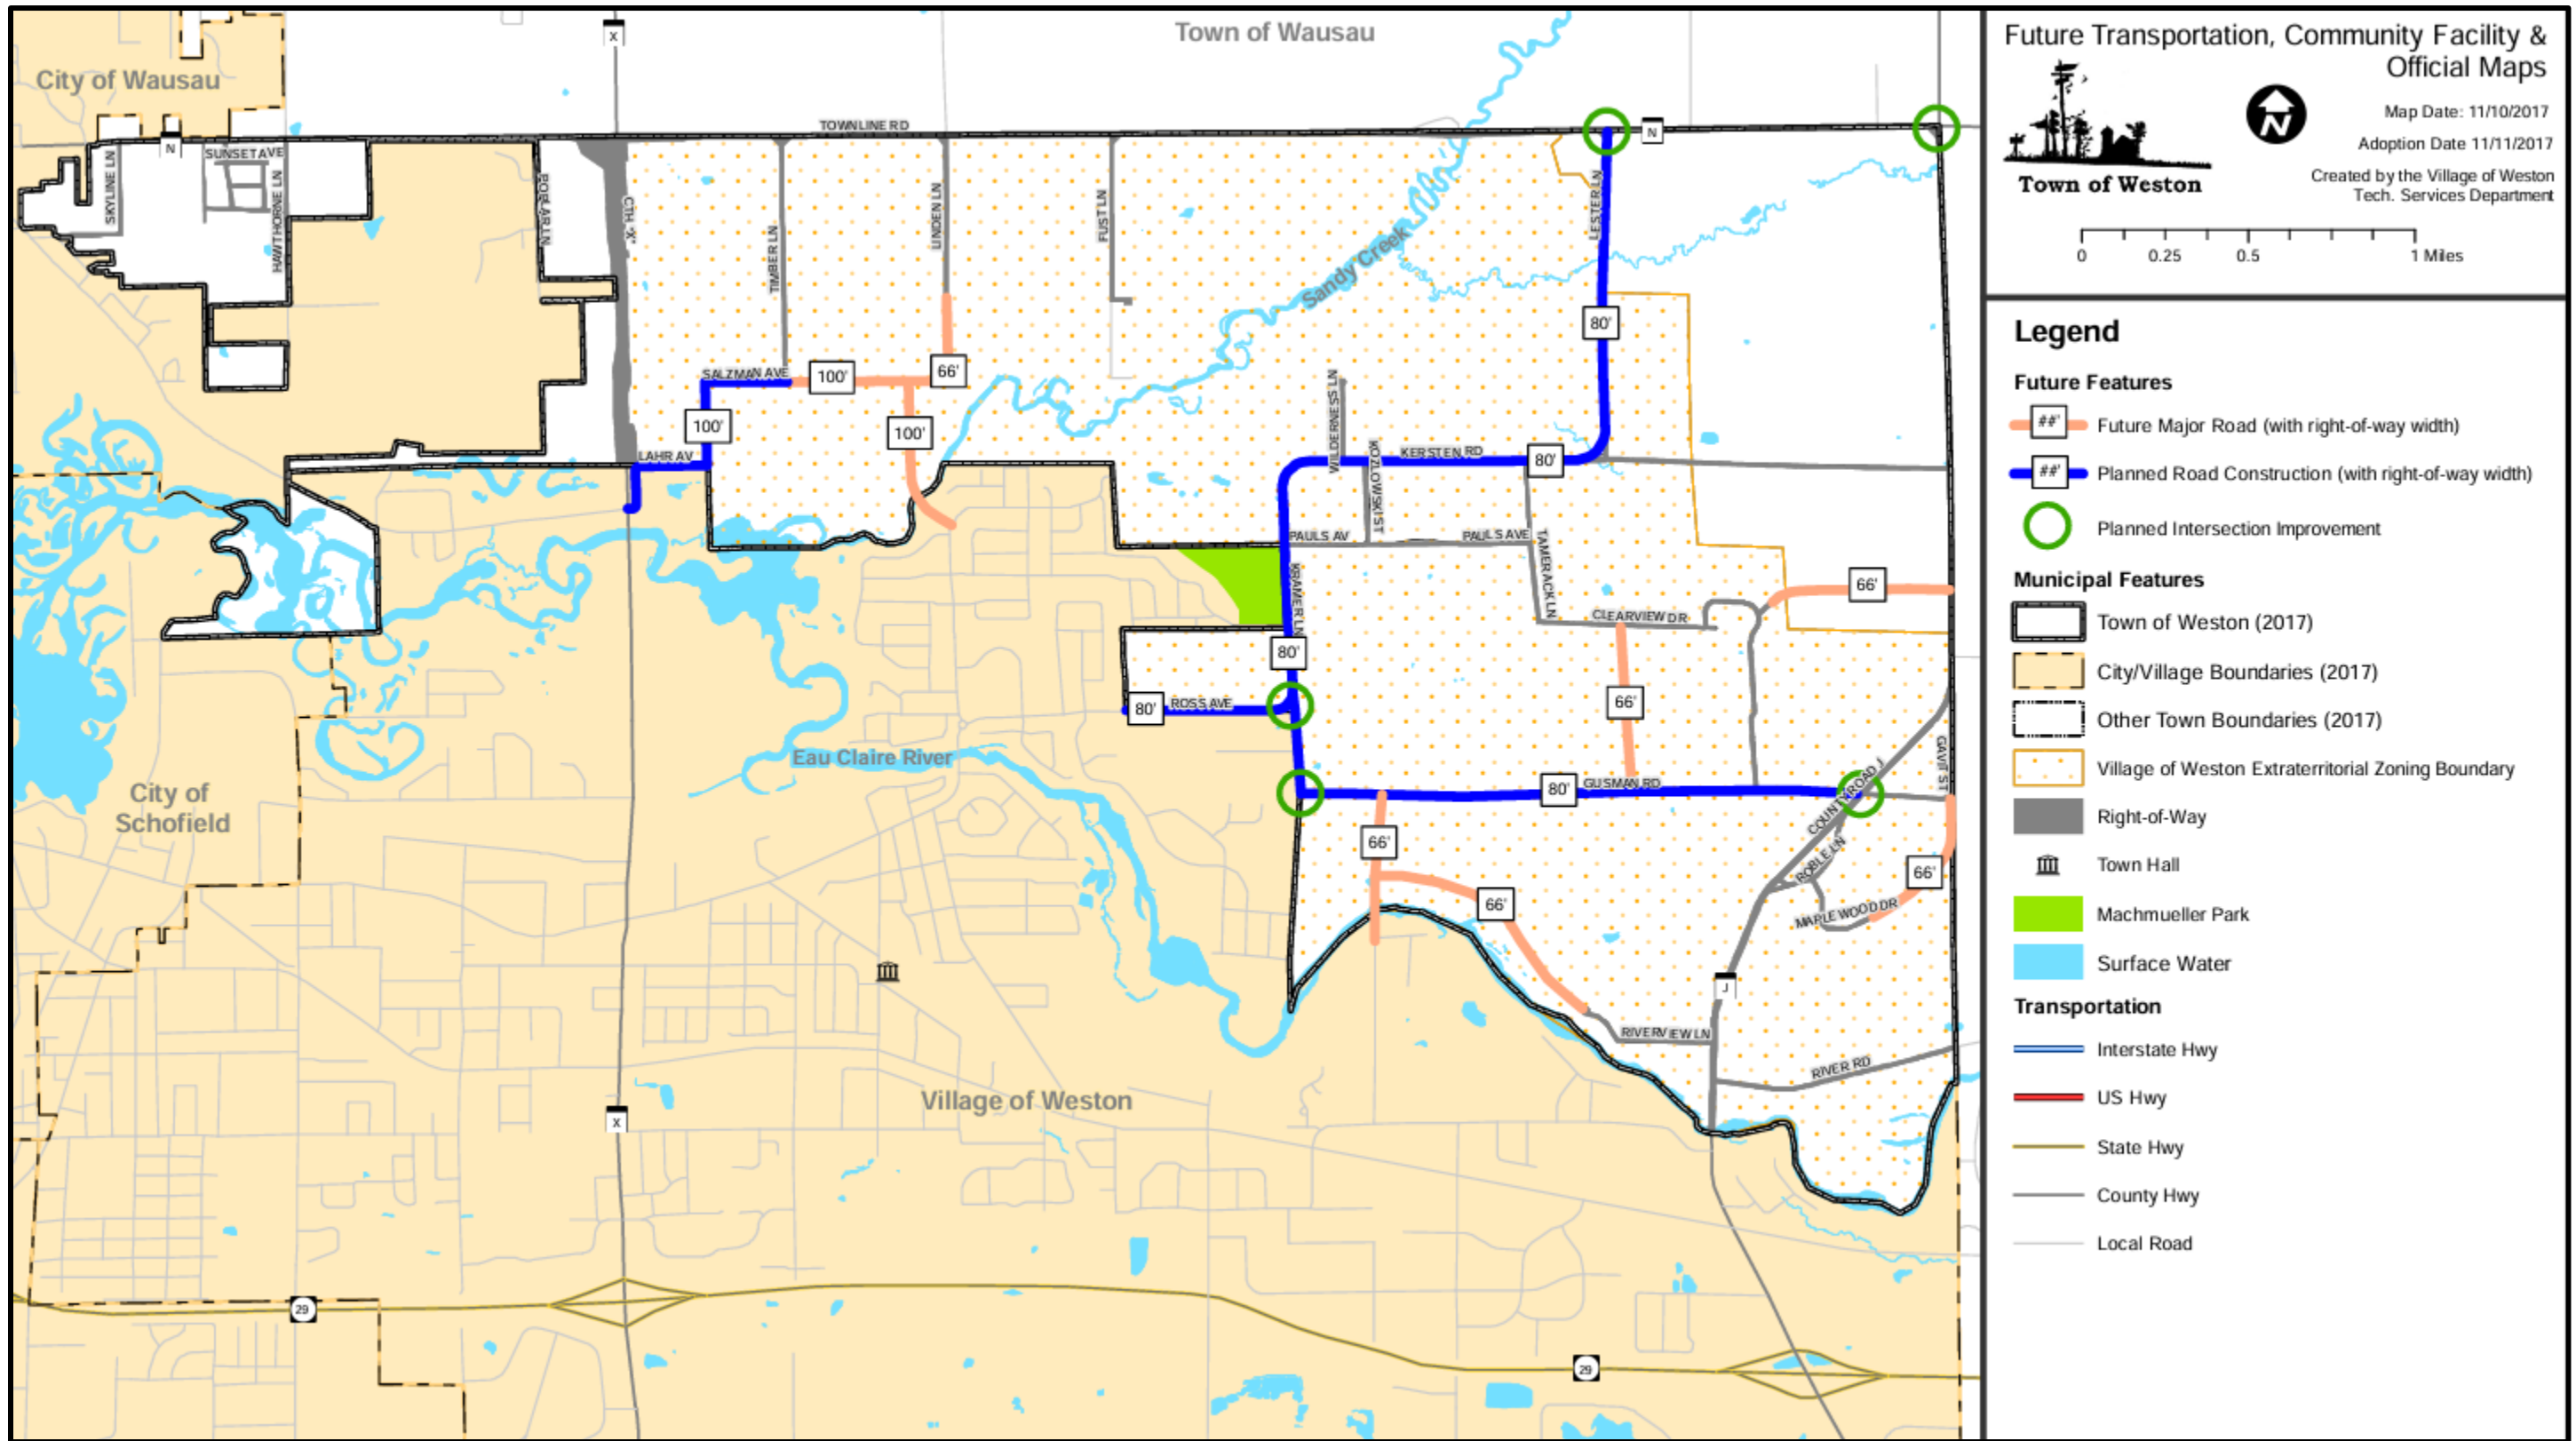 Town of Wausau
City of Wausau
X
TOWNLINE RD
N
N
SUNSET AVE
SKYLINE LN
HAWTHORNE LN
POPLAR LN
CTH "X"
TIMBER LN
LINDEN LN
FUST LN
LESTER LN
Sandy Creek
80'
SALZMAN AVE
100'
66'
100'
100'
LAHR AV
WILDERNESS LN
KOZLOWSKI ST
KERSTEN RD
80'
PAULS AV
PAULS AVE
TAMERACK LN
KRAMER LN
CLEARVIEW DR
66'
80'
80'
ROSS AVE
66'
Eau Claire River
GAVIT ST
COUNTY ROAD J
80'
GUSMAN RD
City of
Schofield
66'
ROBLE LN
66'
66'
MAPLEWOOD DR
J
RIVERVIEW LN
RIVER RD
Village of Weston
X
29
29
Future Transportation, Community Facility &
Official Maps
N
Map Date: 11/10/2017
Adoption Date 11/11/2017
Created by the Village of Weston
Tech. Services Department
Town of Weston
0 0.25 0.5 1 Miles
Legend
Future Features
##' Future Major Road (with right-of-way width)
##' Planned Road Construction (with right-of-way width)
Planned Intersection Improvement
Municipal Features
Town of Weston (2017)
City/Village Boundaries (2017)
Other Town Boundaries (2017)
Village of Weston Extraterritorial Zoning Boundary
Right-of-Way
Town Hall
Machmueller Park
Surface Water
Transportation
Interstate Hwy
US Hwy
State Hwy
County Hwy
Local Road